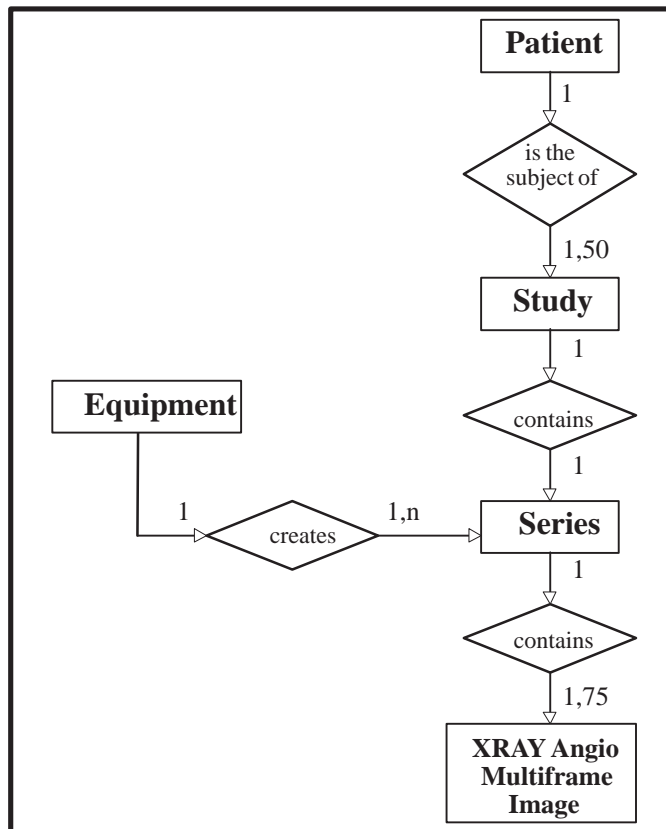 Patient
1
is the
subject of
1,50
Study
1
contains
1
Equipment
1
creates
1,n
Series
1
contains
1,75
XRAY Angio
Multiframe
Image